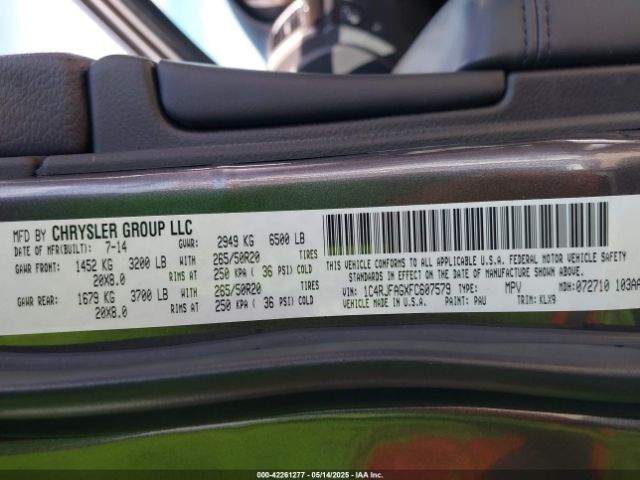 MFD BY CHRYSLER GROUP LLC
DATE OF MFR(BUILT): 7-14 GVWR: 2949 KG 6500 LB
GAWR FRONT: 1452 KG 3200 LB WITH 265/50R20 TIRES
20X8.0 RIMS AT 250 KPA ( 36 PSI) COLD
GAWR REAR: 1679 KG 3700 LB WITH 265/50R20 TIRES
20X8.0 RIMS AT 250 KPA ( 36 PSI) COLD
THIS VEHICLE CONFORMS TO ALL APPLICABLE U.S.A. FEDERAL MOTOR VEHICLE SAFETY
STANDARDS IN EFFECT ON THE DATE OF MANUFACTURE SHOWN ABOVE.
VIN: 1C4RJFAGXFC607579 TYPE: MPV MDH: 072710 103AA
VEHICLE MADE IN U.S.A. PAINT: PAU TRIM: KLX9
000-42261277 - 05/14/2025 - IAAI.COM